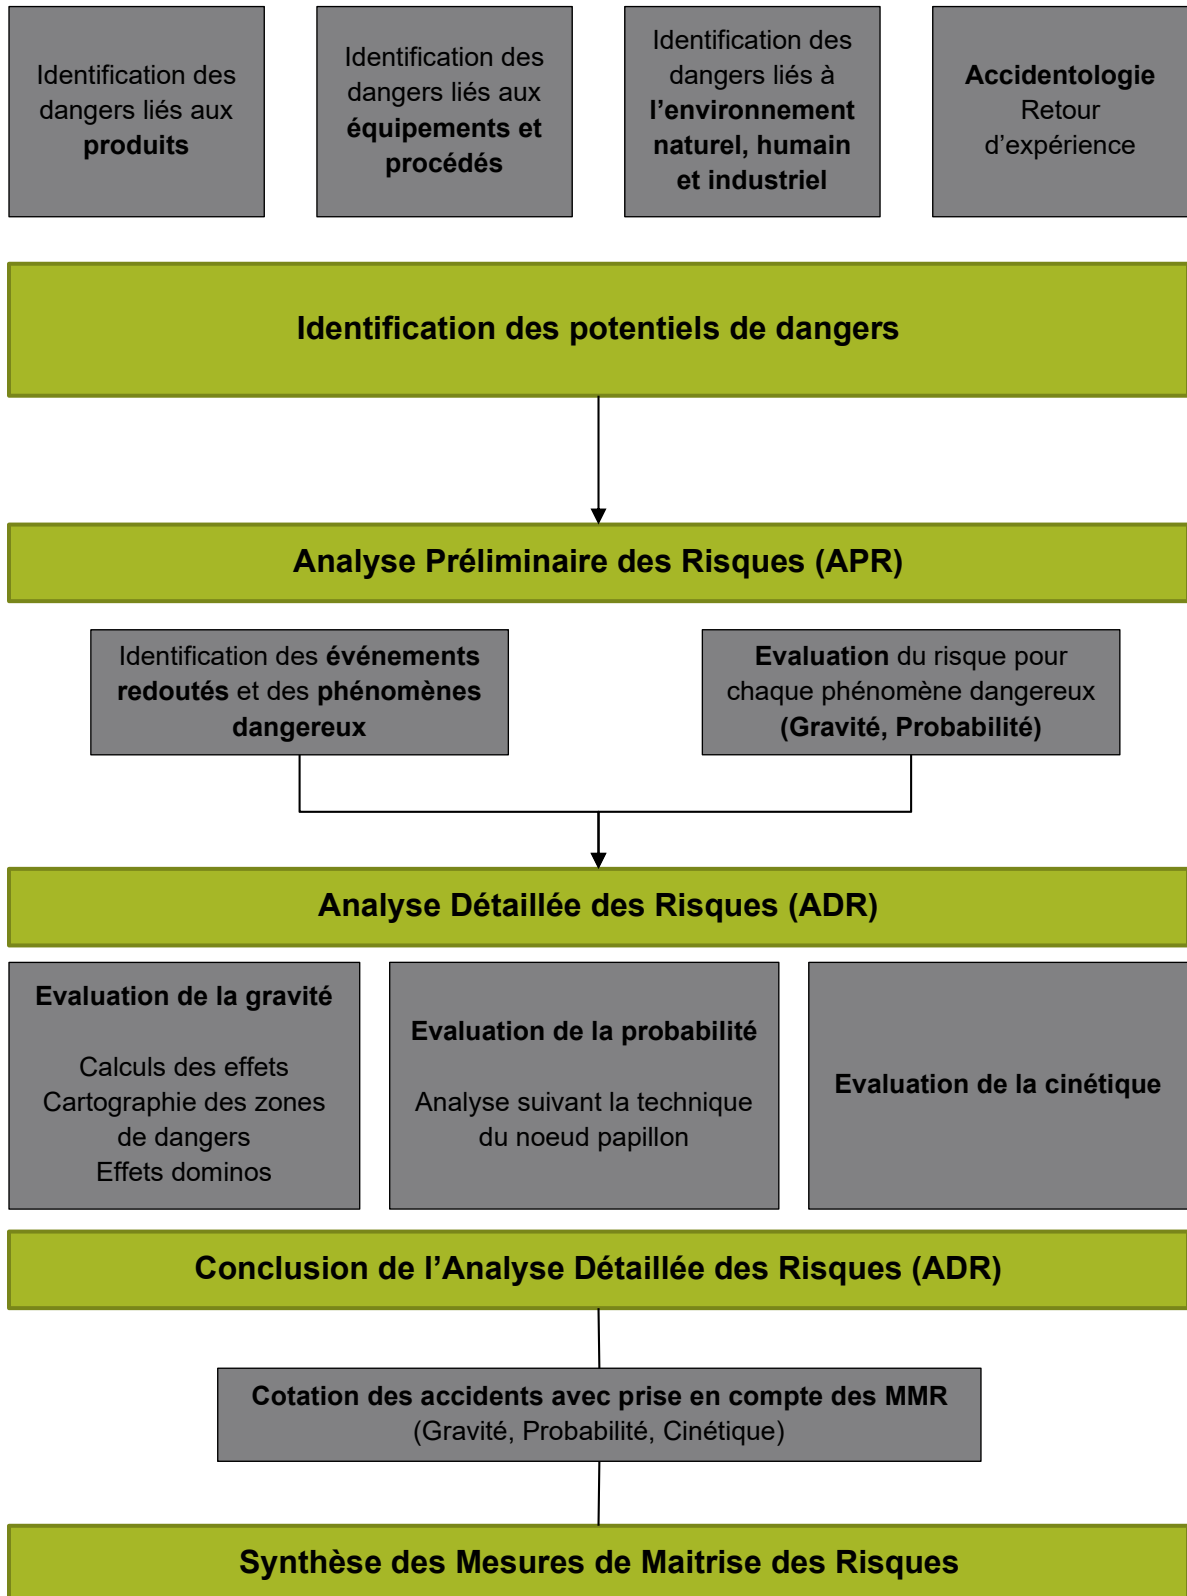 Identification des
dangers liés aux
produits
Identification des
dangers liés aux
équipements et
procédés
Identification des
dangers liés à
l’environnement
naturel, humain
et industriel
Accidentologie
Retour
d’expérience
Identification des potentiels de dangers
Analyse Préliminaire des Risques (APR)
Identification des événements
redoutés et des phénomènes
dangereux
Evaluation du risque pour
chaque phénomène dangereux
(Gravité, Probabilité)
Analyse Détaillée des Risques (ADR)
Evaluation de la gravité
Calculs des effets
Cartographie des zones
de dangers
Effets dominos
Evaluation de la probabilité
Analyse suivant la technique
du noeud papillon
Evaluation de la cinétique
Conclusion de l’Analyse Détaillée des Risques (ADR)
Cotation des accidents avec prise en compte des MMR
(Gravité, Probabilité, Cinétique)
Synthèse des Mesures de Maitrise des Risques